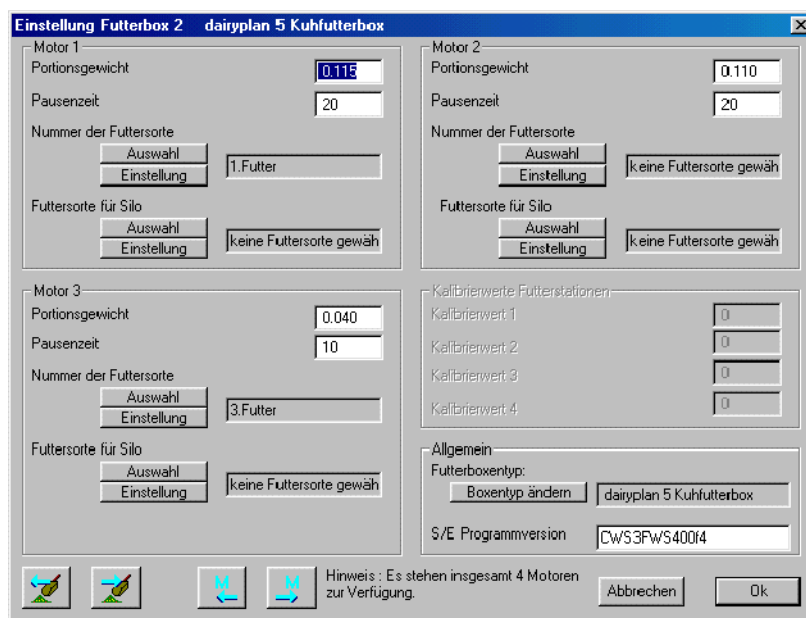 Einstellung Futterbox 2 dairyplan 5 Kuhfutterbox
Motor 1
Portionsgewicht 0.115
Pausenzeit 20
Nummer der Futtersorte
Auswahl
Einstellung
1.Futter
Futtersorte für Silo
Auswahl
Einstellung
keine Futtersorte gewäh
Motor 2
Portionsgewicht 0.110
Pausenzeit 20
Nummer der Futtersorte
Auswahl
Einstellung
keine Futtersorte gewäh
Futtersorte für Silo
Auswahl
Einstellung
keine Futtersorte gewäh
Motor 3
Portionsgewicht 0.040
Pausenzeit 10
Nummer der Futtersorte
Auswahl
Einstellung
3.Futter
Futtersorte für Silo
Auswahl
Einstellung
keine Futtersorte gewäh
Kalibrierwerte Futterstationen
Kalibrierwert 1 0
Kalibrierwert 2 0
Kalibrierwert 3 0
Kalibrierwert 4 0
Allgemein
Futterboxentyp:
Boxentyp ändern dairyplan 5 Kuhfutterbox
S/E Programmversion CWS3FWS400f4
M
M
Hinweis : Es stehen insgesamt 4 Motoren
zur Verfügung.
Abbrechen
Ok